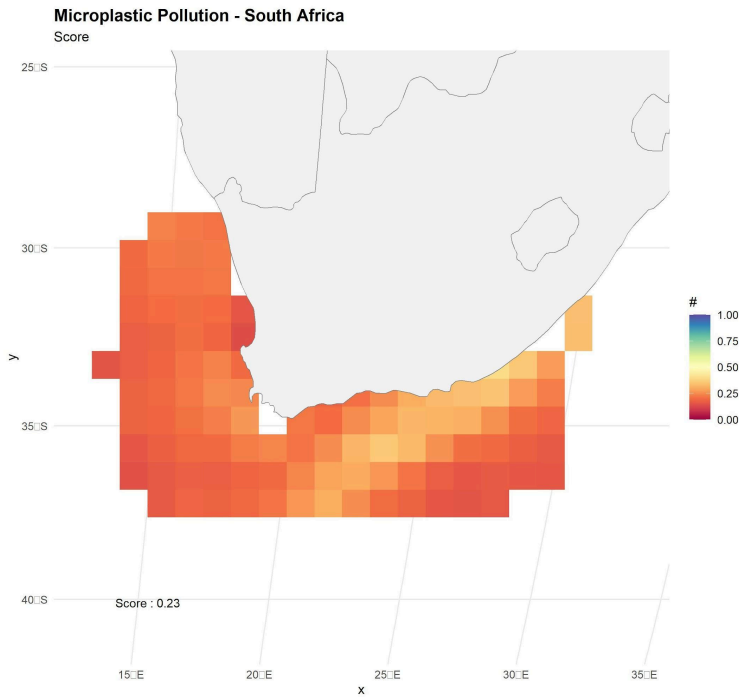 Microplastic Pollution - South Africa
Score
25□S
30□S
35□S
40□S
y
Score : 0.23
15□E
20□E
25□E
30□E
35□E
x
#
1.00
0.75
0.50
0.25
0.00